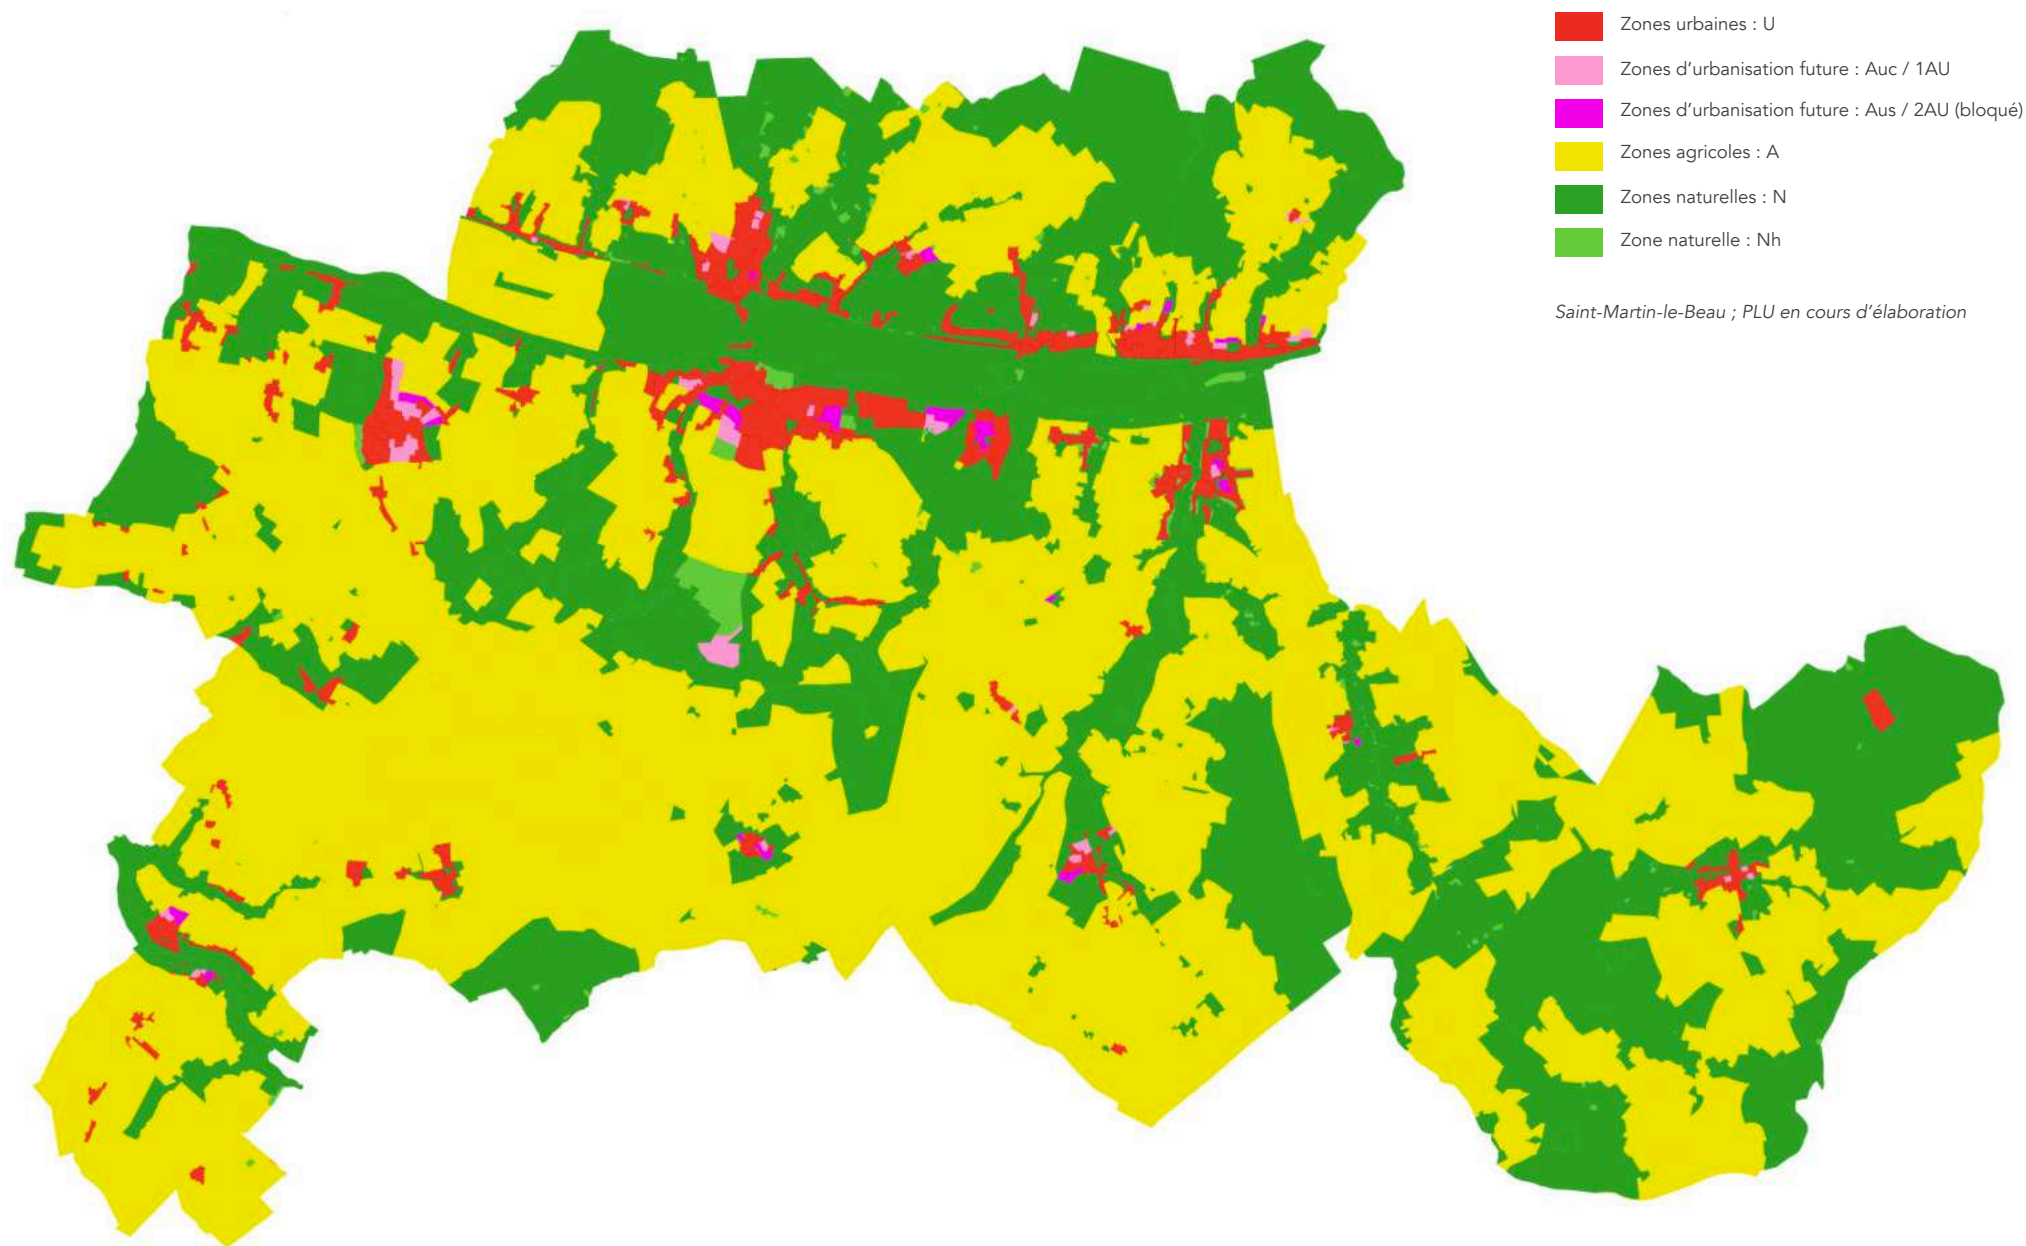 Zones urbaines : U
Zones d’urbanisation future : Auc / 1AU
Zones d’urbanisation future : Aus / 2AU (bloqué)
Zones agricoles : A
Zones naturelles : N
Zone naturelle : Nh
Saint-Martin-le-Beau ; PLU en cours d’élaboration